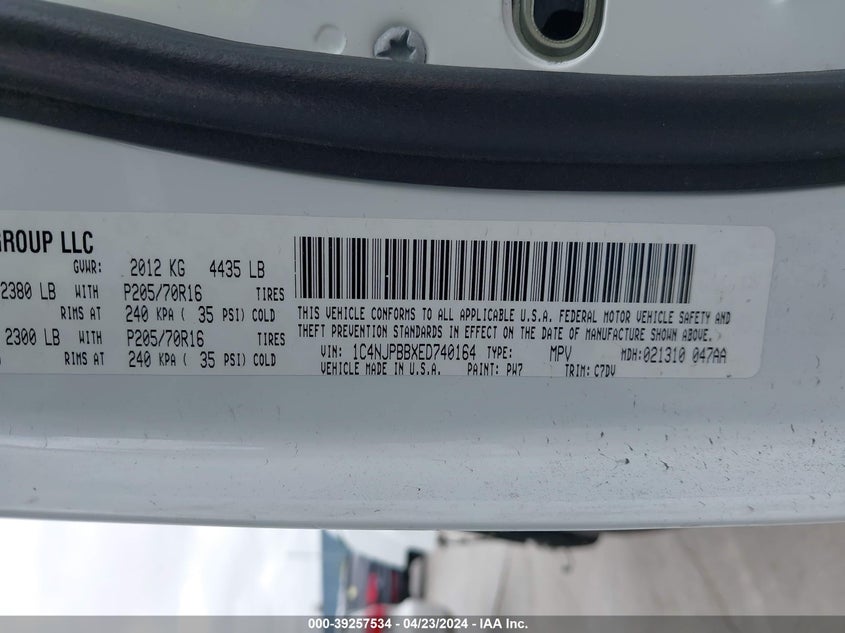 GROUP LLC
GVWR: 2012 KG 4435 LB
2380 LB WITH P205/70R16 TIRES
RIMS AT 240 KPA ( 35 PSI) COLD
2300 LB WITH P205/70R16 TIRES
RIMS AT 240 KPA ( 35 PSI) COLD
THIS VEHICLE CONFORMS TO ALL APPLICABLE U.S.A. FEDERAL MOTOR VEHICLE SAFETY AND
THEFT PREVENTION STANDARDS IN EFFECT ON THE DATE OF MANUFACTURE SHOWN ABOVE.
VIN: 1C4NJPBBXED740164 TYPE: MPV MDH:021310 047AA
VEHICLE MADE IN U.S.A. PAINT: PW7 TRIM: C7DV
000-39257534 - 04/23/2024 - IAA Inc.